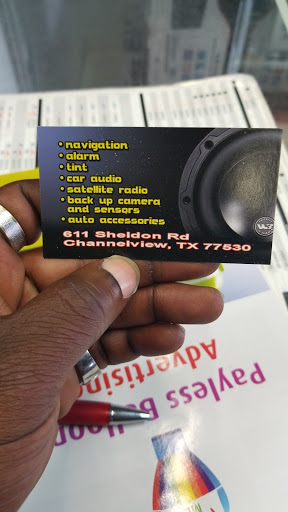 • navigation
• alarm
• tint
• car audio
• satellite radio
• back up camera
and sensors
• auto accessories
611 Sheldon Rd
Channelview, TX 77530
Payless
Advertising